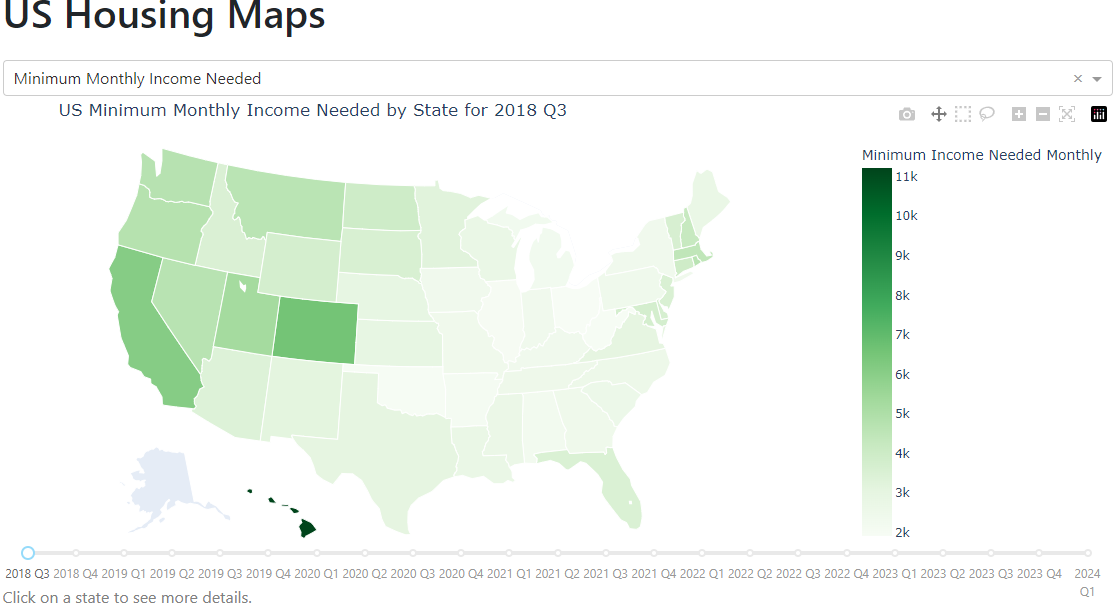 US Housing Maps
Minimum Monthly Income Needed
US Minimum Monthly Income Needed by State for 2018 Q3
Minimum Income Needed Monthly
11k
10k
9k
8k
7k
6k
5k
4k
3k
2k
2018 Q3 2018 Q4 2019 Q1 2019 Q2 2019 Q3 2019 Q4 2020 Q1 2020 Q2 2020 Q3 2020 Q4 2021 Q1 2021 Q2 2021 Q3 2021 Q4 2022 Q1 2022 Q2 2022 Q3 2022 Q4 2023 Q1 2023 Q2 2023 Q3 2023 Q4 2024
Q1
Click on a state to see more details.